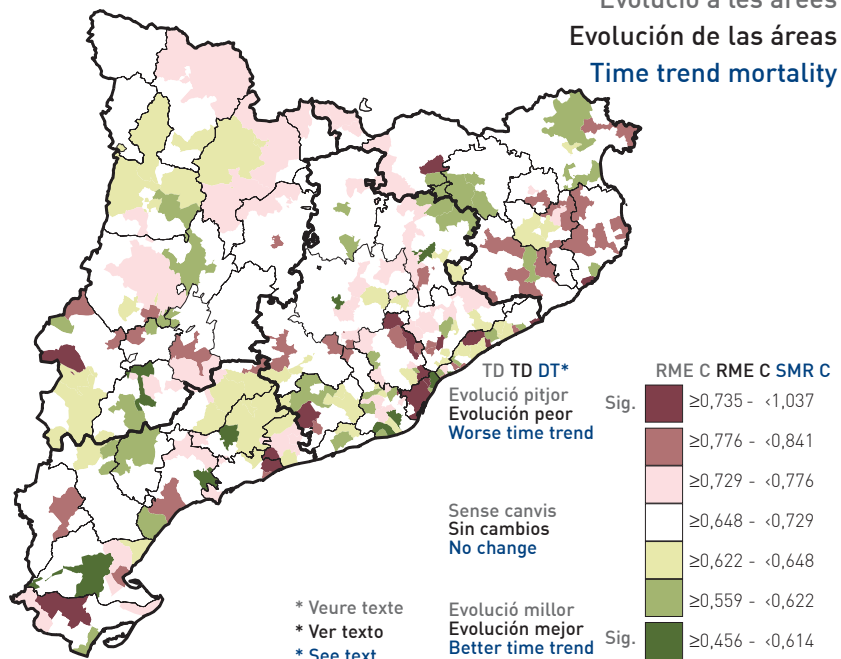 Evolució a les àrees
Evolución de las áreas
Time trend mortality
TD TD DT*
RME C RME C SMR C
Evolució pitjor
Evolución peor
Worse time trend
Sig.
≥0,735 - <1,037
≥0,776 - <0,841
≥0,729 - <0,776
Sense canvis
Sin cambios
No change
≥0,648 - <0,729
≥0,622 - <0,648
≥0,559 - <0,622
* Veure texte
* Ver texto
* See text
Evolució millor
Evolución mejor
Better time trend
Sig.
≥0,456 - <0,614